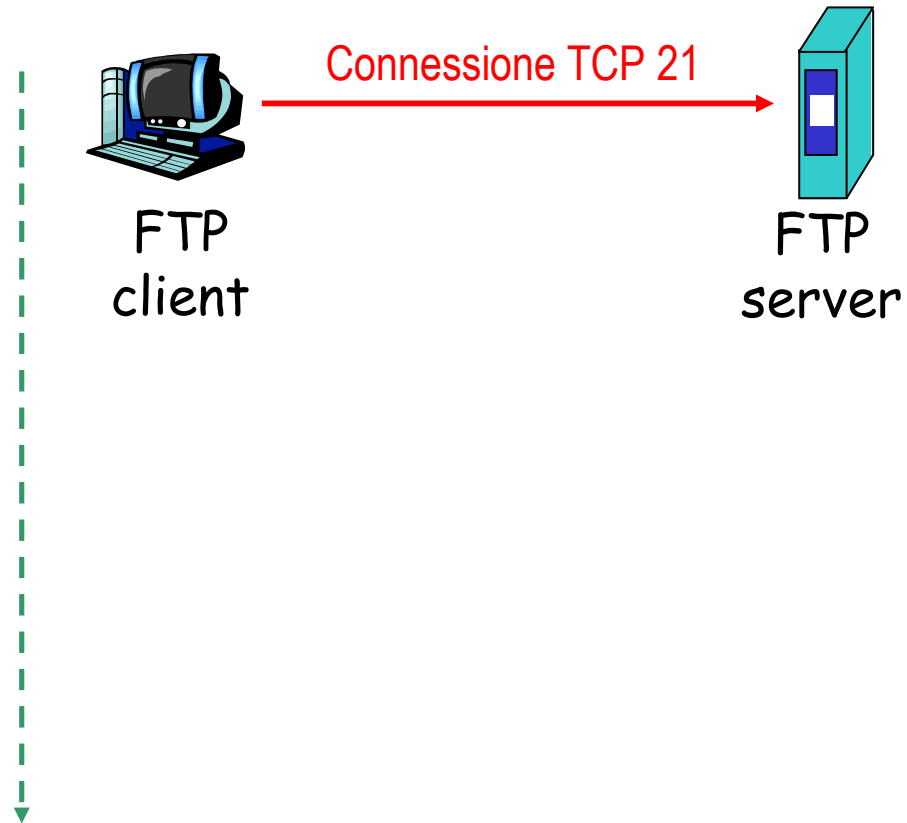 Connessione TCP 21
FTP
client
FTP
server